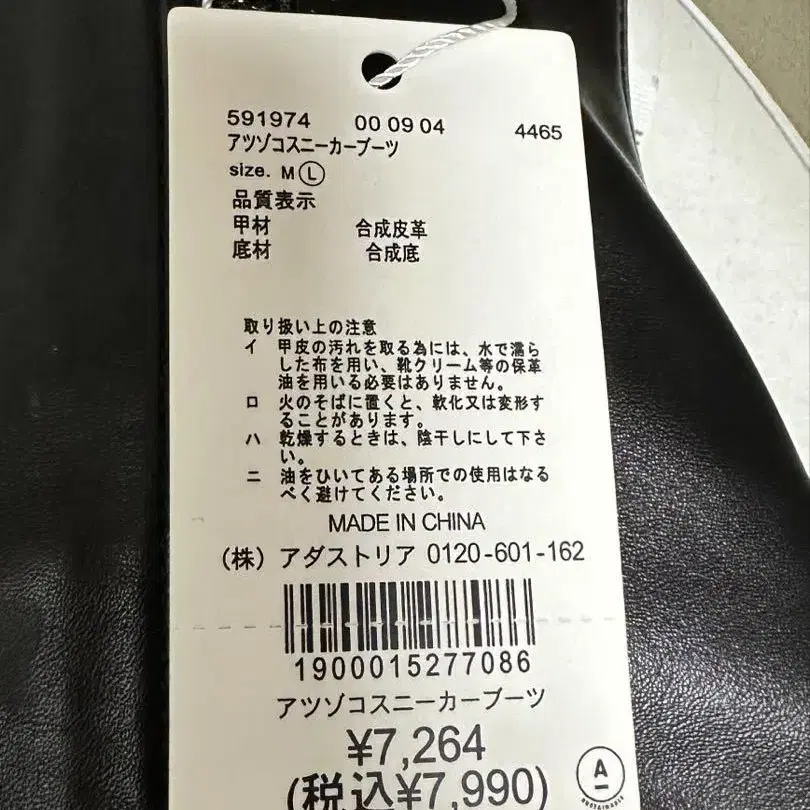 591974 00 09 04 4465
アツゾコスニーカーブーツ
size. M Ⓛ
品質表示
甲材 合成皮革
底材 合成底
取り扱い上の注意
イ 甲皮の汚れを取る為には、水で濡ら
した布を用い、靴クリーム等の保革
油を用いる必要はありません。
ロ 火のそばに置くと、軟化又は変形す
ることがあります。
ハ 乾燥するときは、陰干しにして下さ
い。
ニ 油をひいてある場所での使用はなる
べく避けてください。
MADE IN CHINA
(株) アダストリア 0120-601-162
1900015277086
アツゾコスニーカーブーツ
¥7,264
(税込¥7,990)
A
SUSTAINABLE